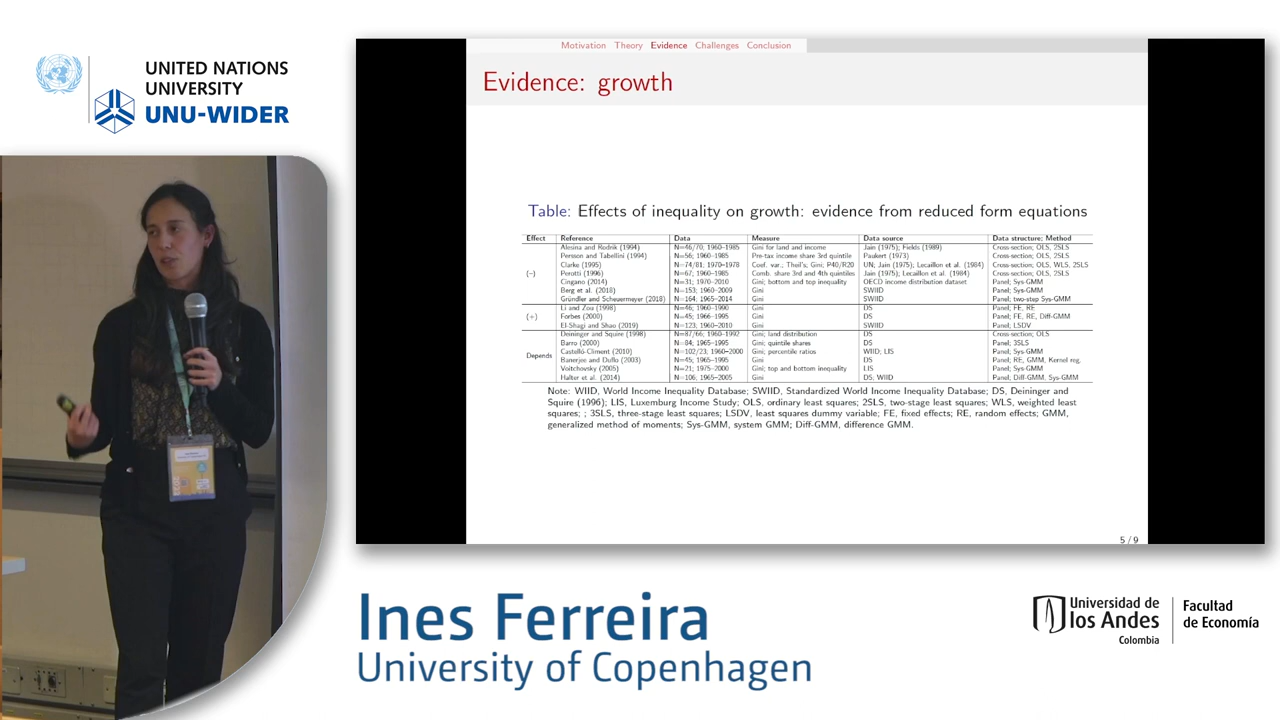 UNITED NATIONS
UNIVERSITY
UNU-WIDER
Motivation Theory Evidence Challenges Conclusion
Evidence: growth
Table: Effects of inequality on growth: evidence from reduced form equations
Effect Reference Data Measure Data source Data structure; Method
Alesina and Rodrik (1994) N=46/70; 1960–1985 Gini for land and income Jain (1975); Fields (1989) Cross-section; OLS, 2SLS
Persson and Tabellini (1994) N=56; 1960–1985 Pre-tax income share 3rd quintile Paukert (1973) Cross-section; OLS, 2SLS
Clarke (1995) N=74/81; 1970–1978 Coef. var.; Theil's; Gini; P40/R20 UN; Jain (1975); Lecaillon et al. (1984) Cross-section; OLS, WLS, 2SLS
(–) Perotti (1996) N=67; 1960–1985 Comb. share 3rd and 4th quintiles Jain (1975); Lecaillon et al. (1984) Cross-section; OLS, 2SLS
Cingano (2014) N=31; 1970–2010 Gini; bottom and top inequality OECD income distribution dataset Panel; Sys-GMM
Berg et al. (2018) N=153; 1960–2009 Gini SWIID Panel; Sys-GMM
Gründler and Scheuermeyer (2018) N=164; 1965–2014 Gini SWIID Panel; two-step Sys-GMM
Li and Zou (1998) N=46; 1960–1990 Gini DS Panel; FE, RE
(+) Forbes (2000) N=45; 1966–1995 Gini DS Panel; FE, RE, Diff-GMM
El-Shagi and Shao (2019) N=123; 1960–2010 Gini SWIID Panel; LSDV
Deininger and Squire (1998) N=87/66; 1960–1992 Gini; land distribution DS Cross-section; OLS
Barro (2000) N=84; 1965–1995 Gini; quintile shares DS Panel; 3SLS
Depends Castelló-Climent (2010) N=102/23; 1960–2000 Gini; percentile ratios WIID; LIS Panel; Sys-GMM
Banerjee and Duflo (2003) N=45; 1965–1995 Gini DS Panel; RE, GMM, Kernel reg.
Voitchovsky (2005) N=21; 1975–2000 Gini; top and bottom inequality LIS Panel; Sys-GMM
Halter et al. (2014) N=106; 1965–2005 Gini DS; WIID Panel; Diff-GMM, Sys-GMM
Note: WIID, World Income Inequality Database; SWIID, Standardized World Income Inequality Database; DS, Deininger and
Squire (1996); LIS, Luxemburg Income Study; OLS, ordinary least squares; 2SLS, two-stage least squares; WLS, weighted least
squares; ; 3SLS, three-stage least squares; LSDV, least squares dummy variable; FE, fixed effects; RE, random effects; GMM,
generalized method of moments; Sys-GMM, system GMM; Diff-GMM, difference GMM.
5 / 9
Ines Ferreira
University of Copenhagen
Universidad de
los Andes
Colombia
Facultad
de Economía